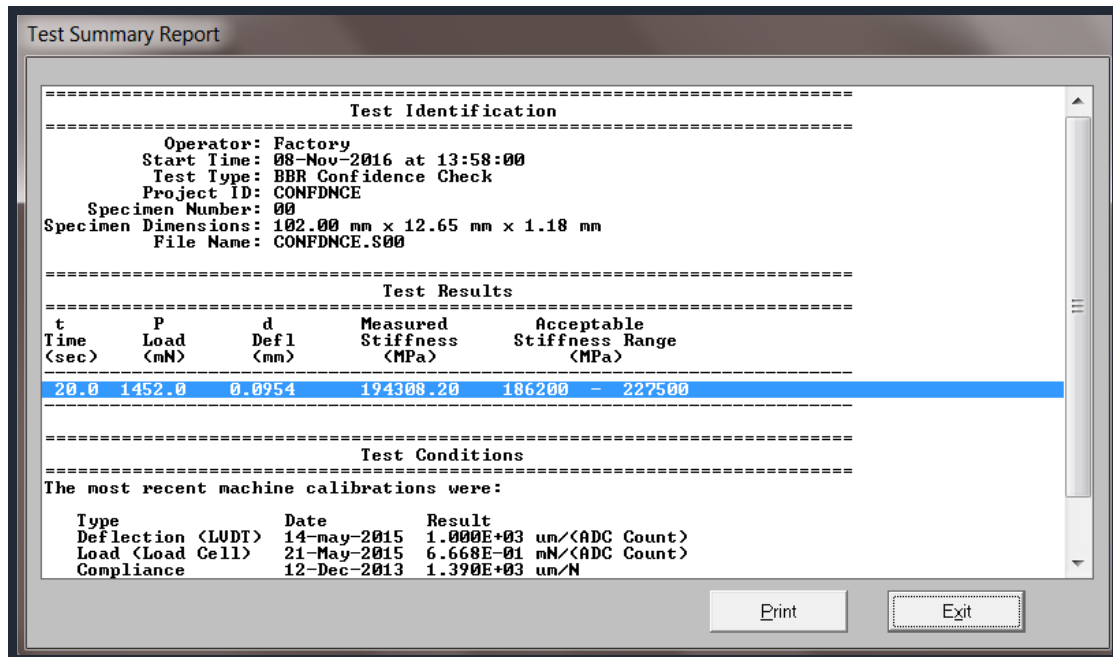 Test Summary Report
===========================================================================
Test Identification
===========================================================================
Operator: Factory
Start Time: 08-Nov-2016 at 13:58:00
Test Type: BBR Confidence Check
Project ID: CONFDNCE
Specimen Number: 00
Specimen Dimensions: 102.00 mm x 12.65 mm x 1.18 mm
File Name: CONFDNCE.S00
===========================================================================
Test Results
===========================================================================
t P d Measured Acceptable
Time Load Defl Stiffness Stiffness Range
(sec) (mN) (mm) (MPa) (MPa)
---------------------------------------------------------------------------
20.0 1452.0 0.0954 194308.20 186200 - 227500
---------------------------------------------------------------------------
===========================================================================
Test Conditions
===========================================================================
The most recent machine calibrations were:
Type Date Result
Deflection (LVDT) 14-may-2015 1.000E+03 um/(ADC Count)
Load (Load Cell) 21-May-2015 6.668E-01 mN/(ADC Count)
Compliance 12-Dec-2013 1.390E+03 um/N
Print Exit